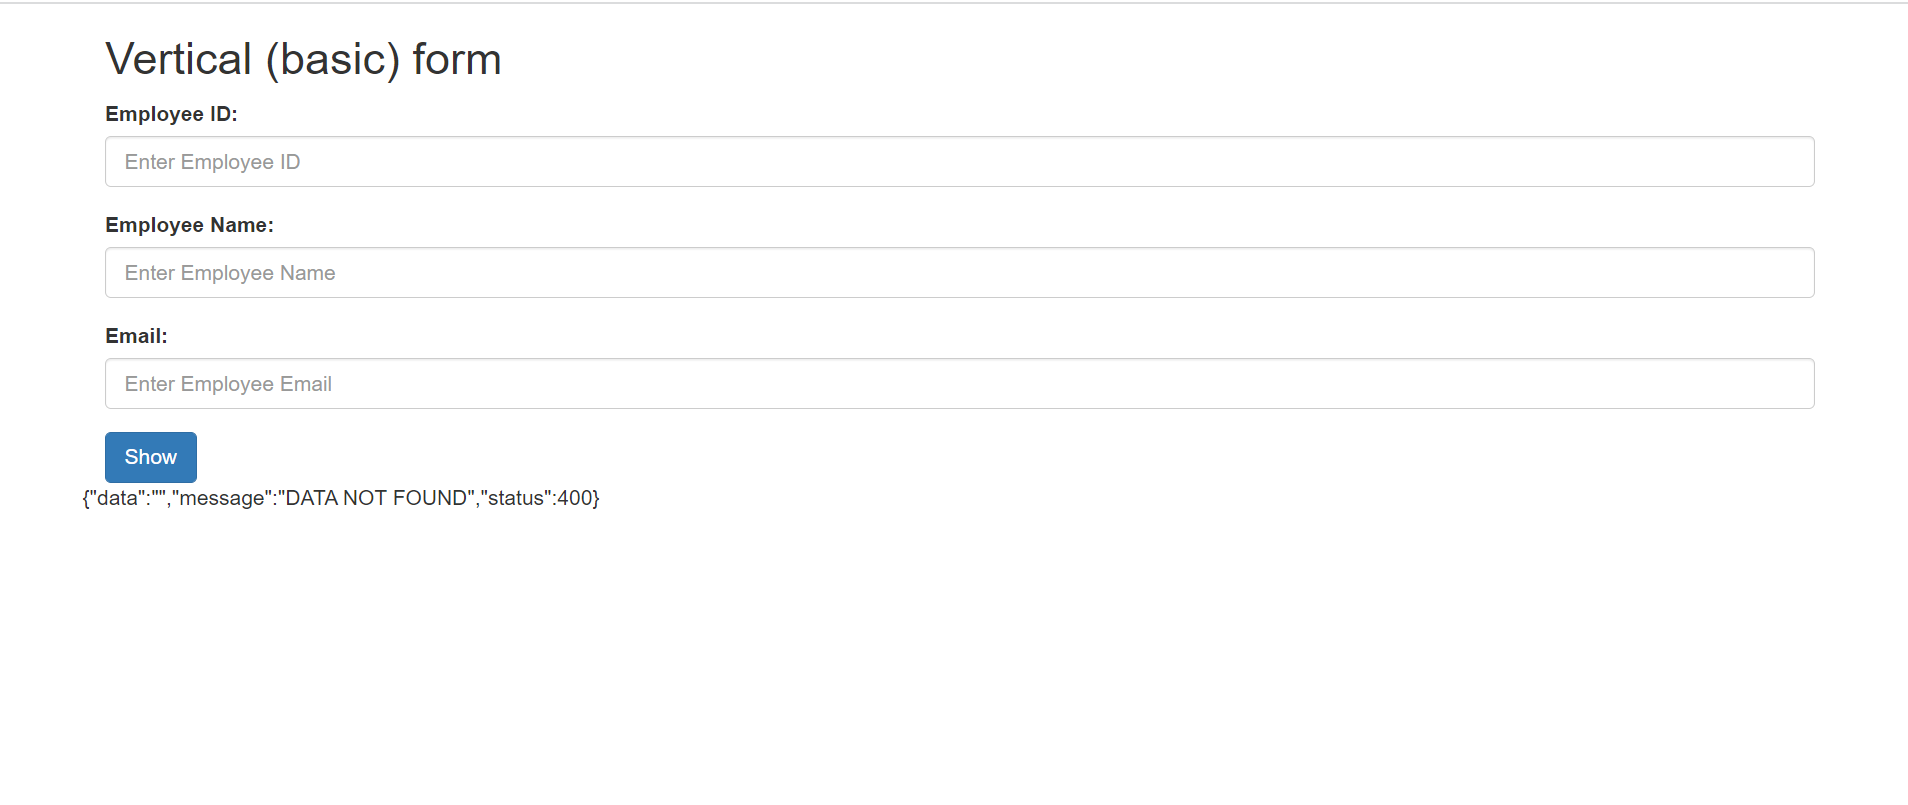 Vertical (basic) form
Employee ID:
Enter Employee ID
Employee Name:
Enter Employee Name
Email:
Enter Employee Email
Show
{"data":"","message":"DATA NOT FOUND","status":400}